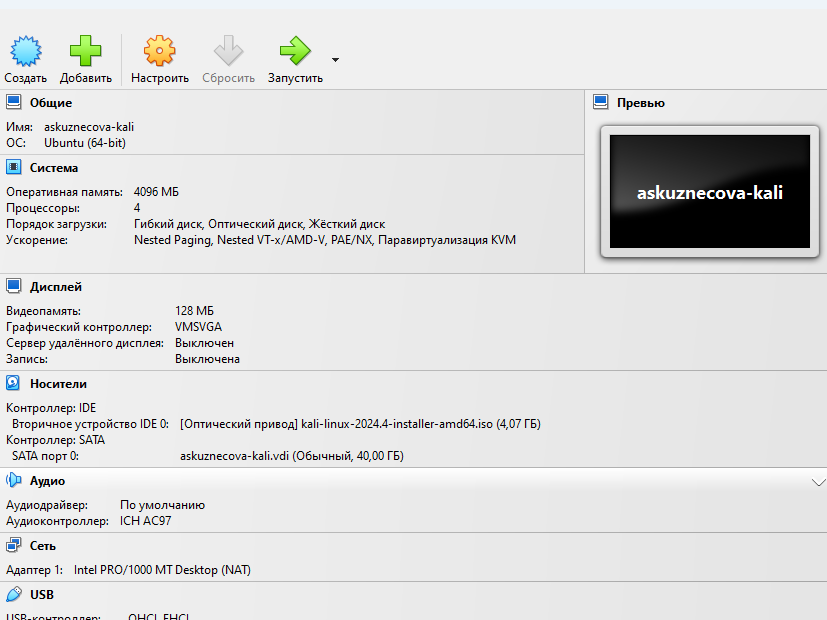 Создать Добавить Настроить Сбросить Запустить
Общие
Имя: askuznecova-kali
ОС: Ubuntu (64-bit)
Превью
askuznecova-kali
Система
Оперативная память: 4096 МБ
Процессоры: 4
Порядок загрузки: Гибкий диск, Оптический диск, Жёсткий диск
Ускорение: Nested Paging, Nested VT-x/AMD-V, PAE/NX, Паравиртуализация KVM
Дисплей
Видеопамять: 128 МБ
Графический контроллер: VMSVGA
Сервер удалённого дисплея: Выключен
Запись: Выключена
Носители
Контроллер: IDE
Вторичное устройство IDE 0: [Оптический привод] kali-linux-2024.4-installer-amd64.iso (4,07 ГБ)
Контроллер: SATA
SATA порт 0: askuznecova-kali.vdi (Обычный, 40,00 ГБ)
Аудио
Аудиодрайвер: По умолчанию
Аудиоконтроллер: ICH AC97
Сеть
Адаптер 1: Intel PRO/1000 MT Desktop (NAT)
USB
USB-контроллер: OHCI, EHCI